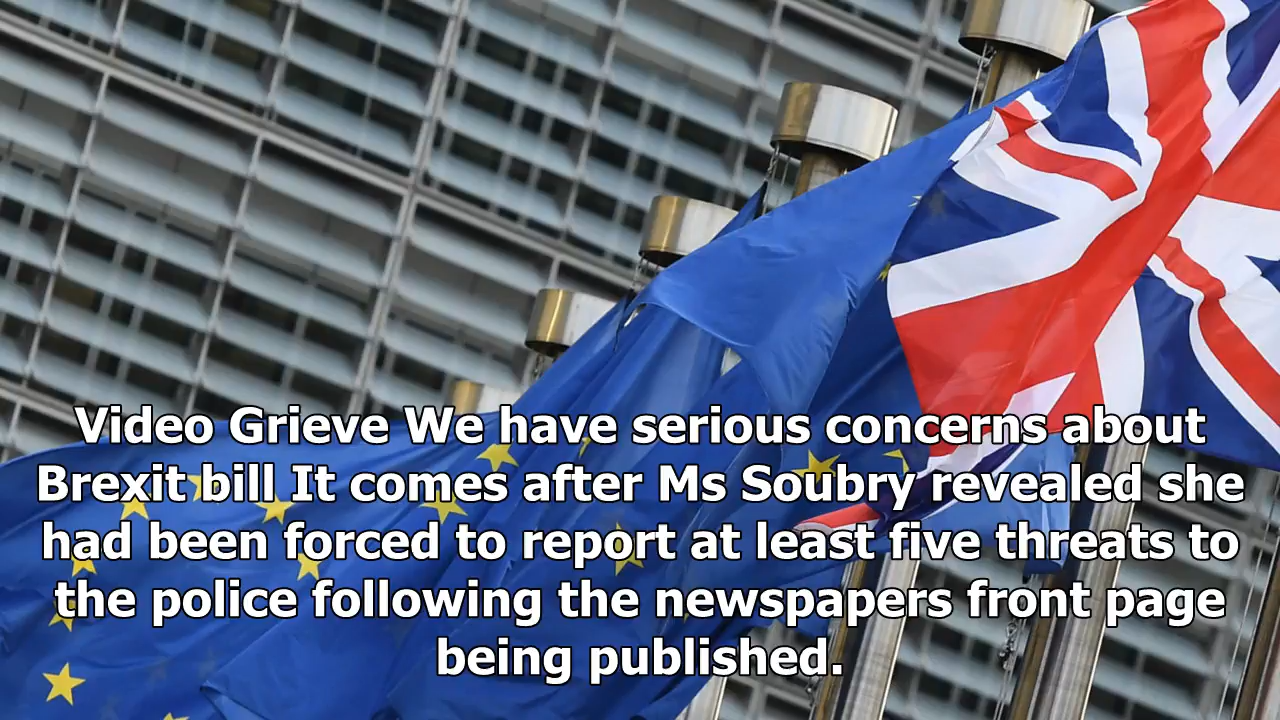 Video Grieve We have serious concerns about
Brexit bill It comes after Ms Soubry revealed she
had been forced to report at least five threats to
the police following the newspapers front page
being published.